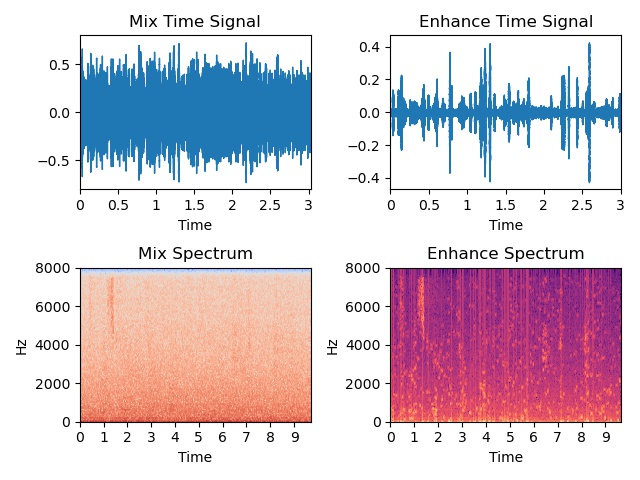 Mix Time Signal
0.5
0.0
−0.5
0 0.5 1 1.5 2 2.5 3
Time
Enhance Time Signal
0.4
0.2
0.0
−0.2
−0.4
0 0.5 1 1.5 2 2.5 3
Time
Mix Spectrum
Hz
8000
6000
4000
2000
0
0 1 2 3 4 5 6 7 8 9
Time
Enhance Spectrum
Hz
8000
6000
4000
2000
0
0 1 2 3 4 5 6 7 8 9
Time